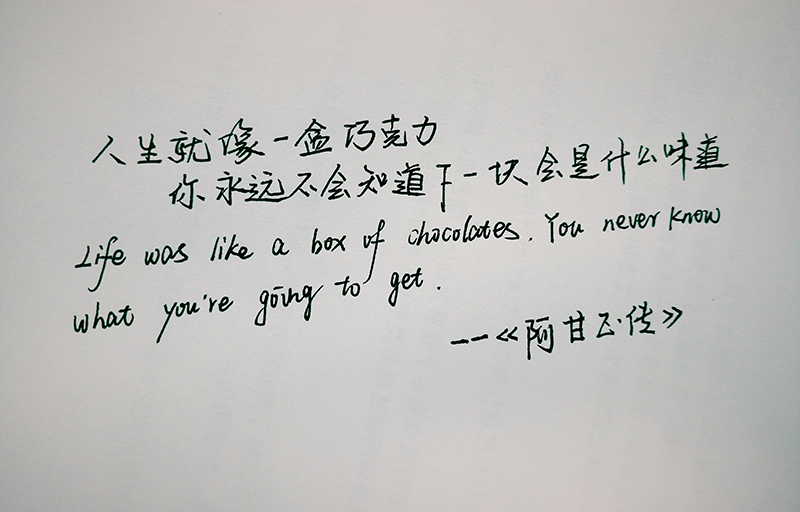 人生就像一盒巧克力
你永远不会知道下一块会是什么味道
Life was like a box of chocolates. You never know
what you're going to get.
--《阿甘正传》